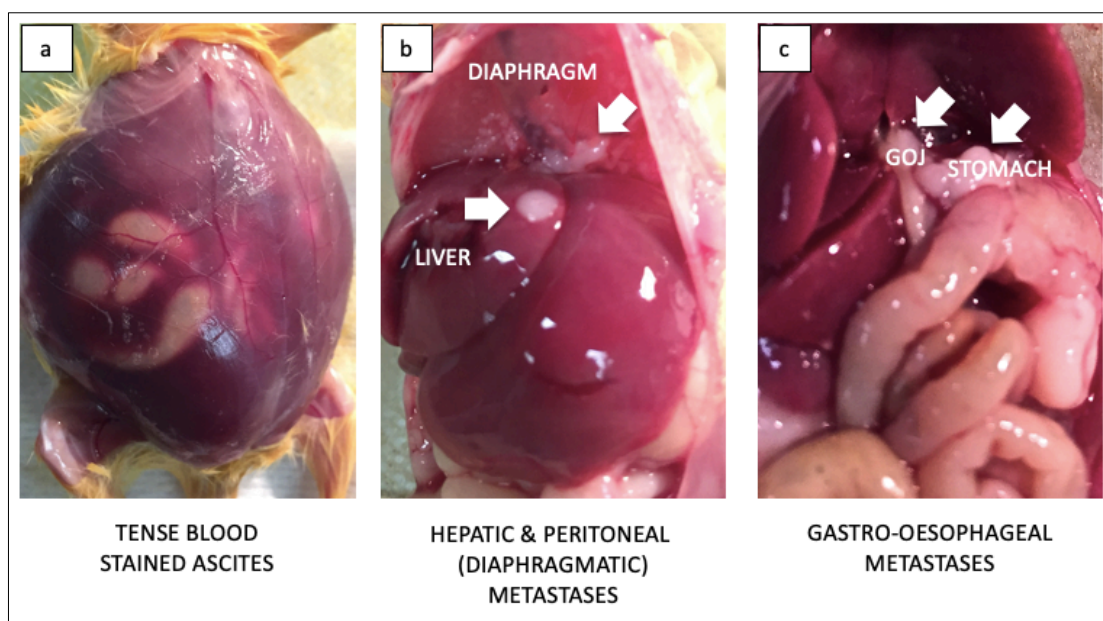 a
b
c
DIAPHRAGM
LIVER
GOJ
STOMACH
TENSE BLOOD
STAINED ASCITES
HEPATIC & PERITONEAL
(DIAPHRAGMATIC)
METASTASES
GASTRO-OESOPHAGEAL
METASTASES